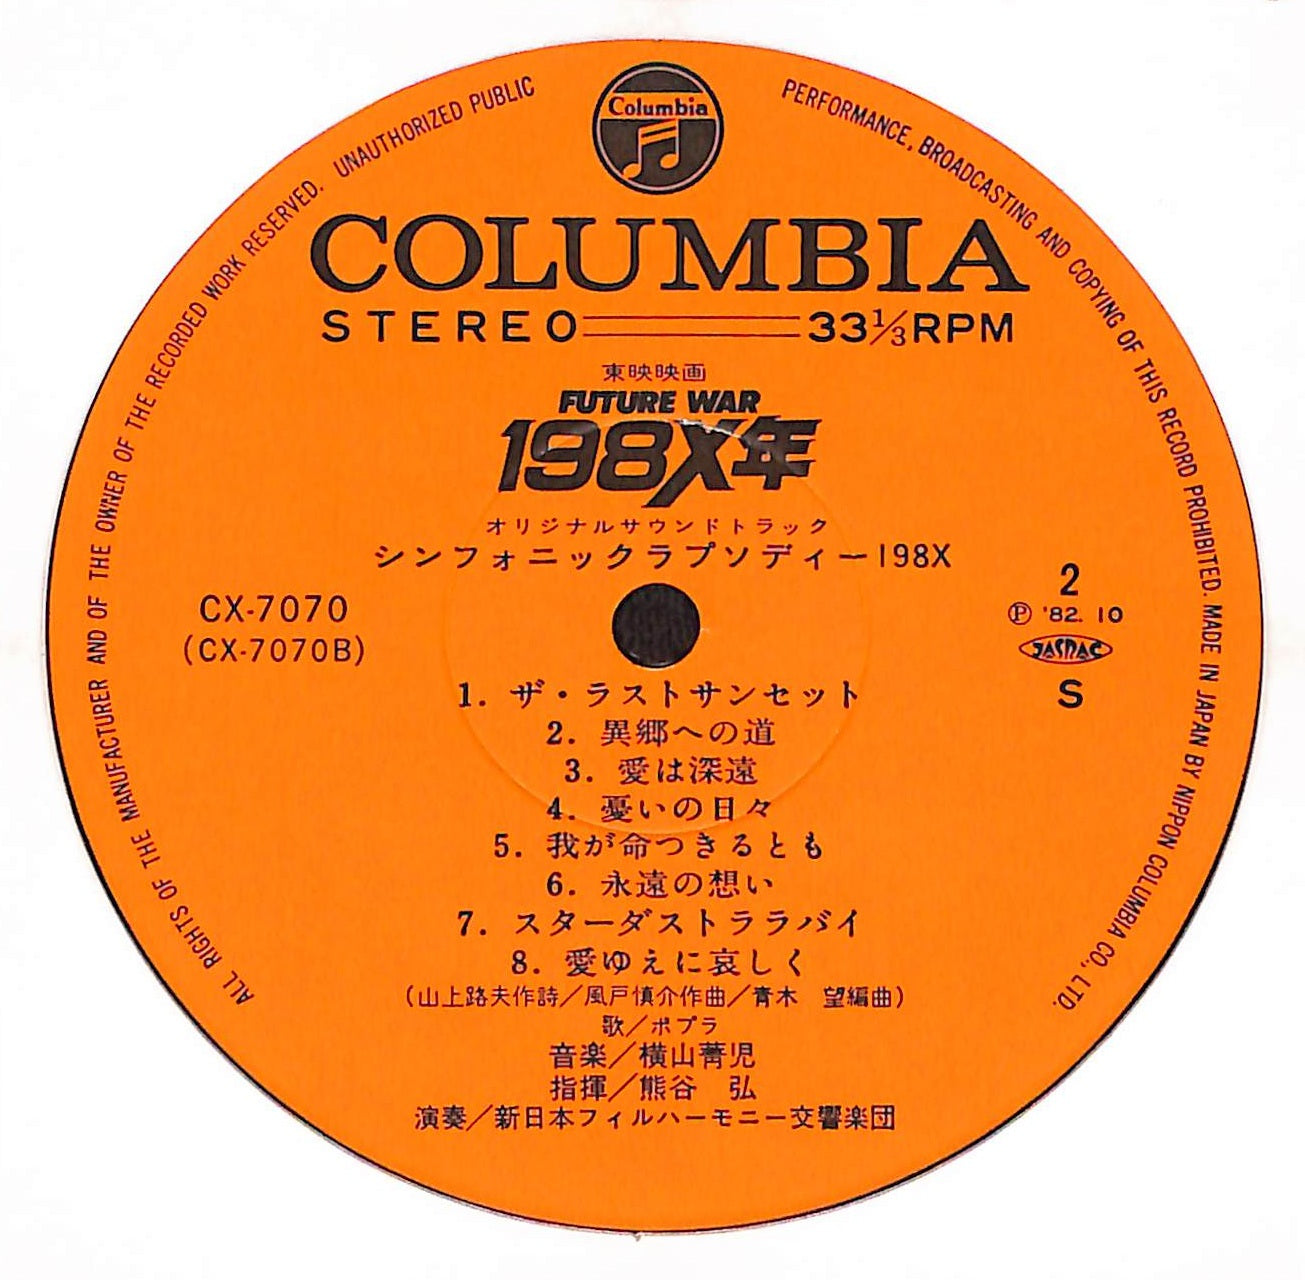 Columbia
ALL RIGHTS OF THE MANUFACTURER AND OF THE OWNER OF THE RECORDED WORK RESERVED. UNAUTHORIZED PUBLIC PERFORMANCE, BROADCASTING AND COPYING OF THIS RECORD PROHIBITED. MADE IN JAPAN BY NIPPON COLUMBIA CO., LTD.
COLUMBIA
STEREO 33 1/3 RPM
東映映画
FUTURE WAR
198X年
オリジナルサウンドトラック
シンフォニックラプソディー198X
CX-7070
(CX-7070B)
2
Ⓟ '82. 10
JASRAC
S
1. ザ・ラストサンセット
2. 異郷への道
3. 愛は深遠
4. 憂いの日々
5. 我が命つきるとも
6. 永遠の想い
7. スターダストララバイ
8. 愛ゆえに哀しく
(山上路夫作詩/風戸慎介作曲/青木 望編曲)
歌/ポプラ
音楽/横山菁児
指揮/熊谷 弘
演奏/新日本フィルハーモニー交響楽団